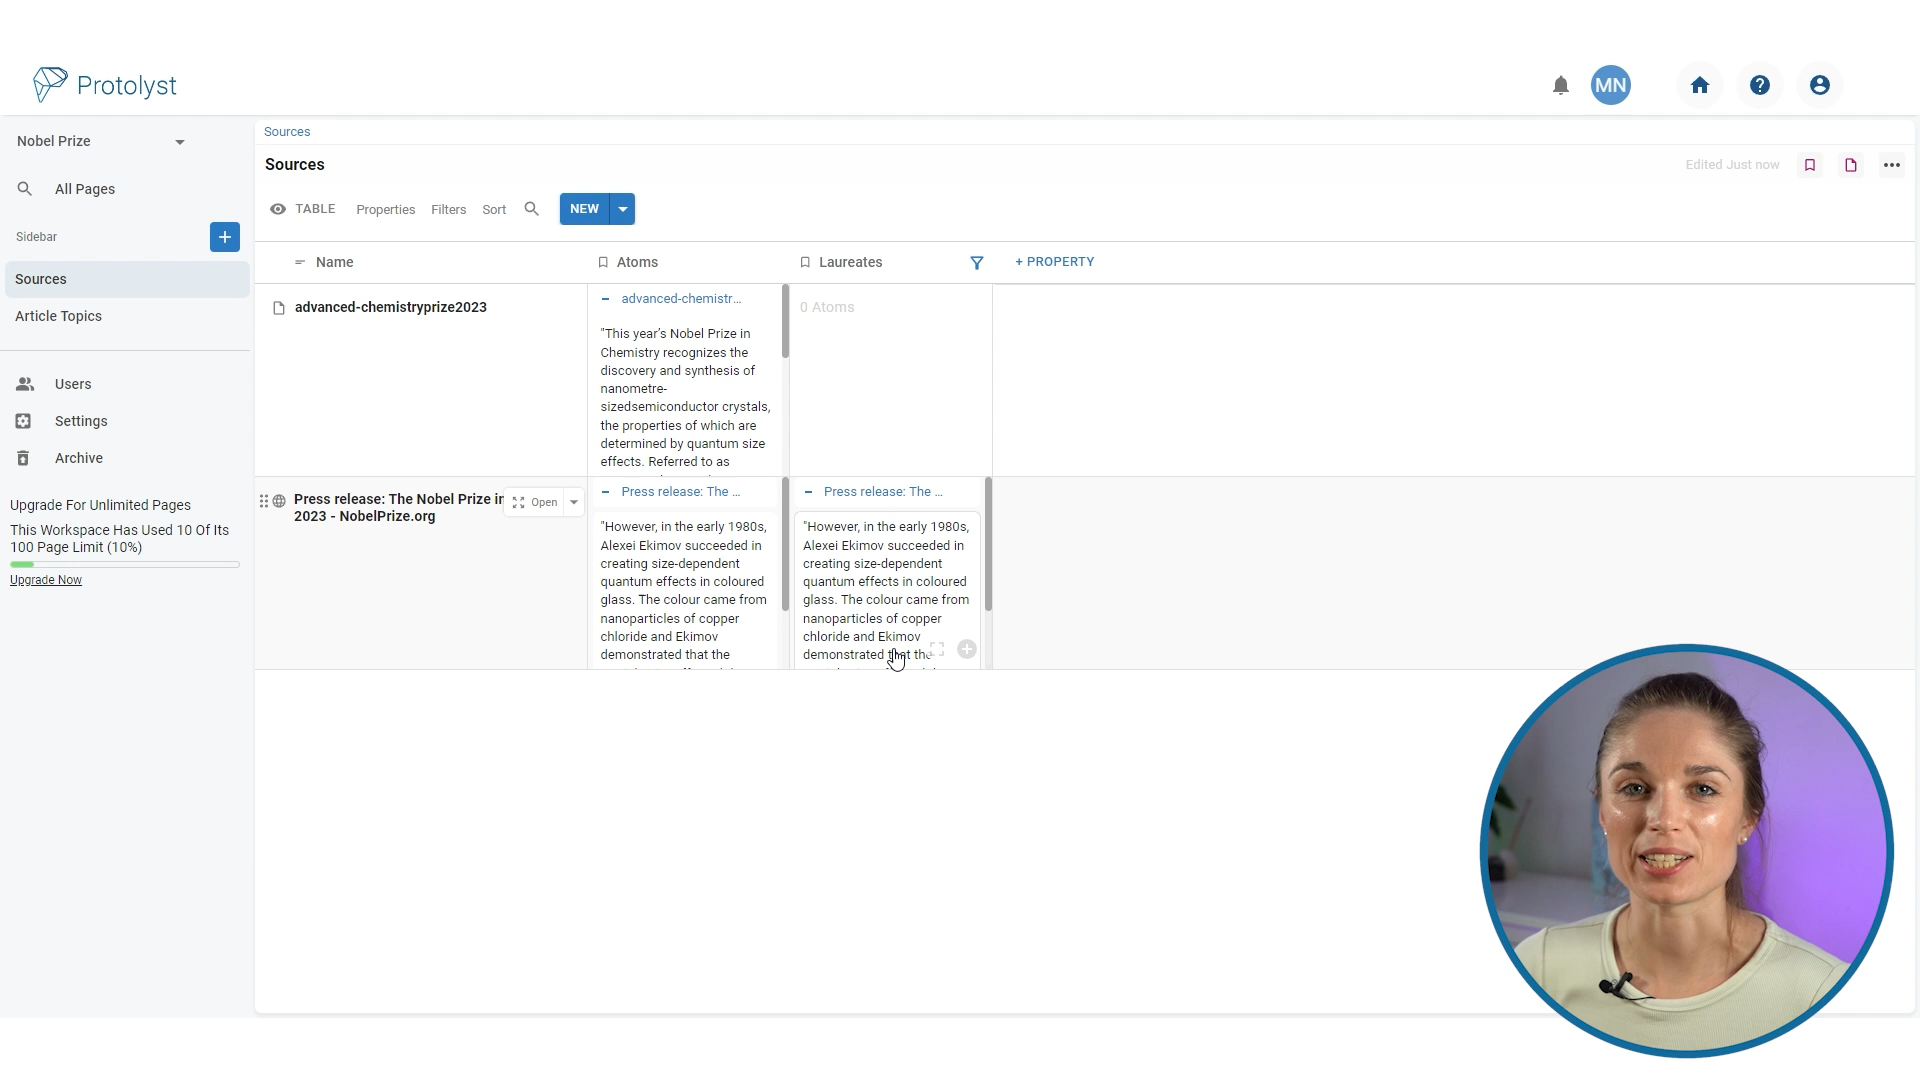 Protolyst
MN
Nobel Prize
All Pages
Sidebar
Sources
Article Topics
Users
Settings
Archive
Upgrade For Unlimited Pages
This Workspace Has Used 10 Of Its
100 Page Limit (10%)
Upgrade Now
Sources
Sources
Edited Just now
TABLE
Properties
Filters
Sort
NEW
Name
Atoms
Laureates
+ PROPERTY
advanced-chemistryprize2023
advanced-chemistr...
"This year's Nobel Prize in
Chemistry recognizes the
discovery and synthesis of
nanometre-
sizedsemiconductor crystals,
the properties of which are
determined by quantum size
effects. Referred to as
0 Atoms
Press release: The Nobel Prize in
2023 - NobelPrize.org
Open
Press release: The ...
"However, in the early 1980s,
Alexei Ekimov succeeded in
creating size-dependent
quantum effects in coloured
glass. The colour came from
nanoparticles of copper
chloride and Ekimov
demonstrated that the
Press release: The ...
"However, in the early 1980s,
Alexei Ekimov succeeded in
creating size-dependent
quantum effects in coloured
glass. The colour came from
nanoparticles of copper
chloride and Ekimov
demonstrated that the